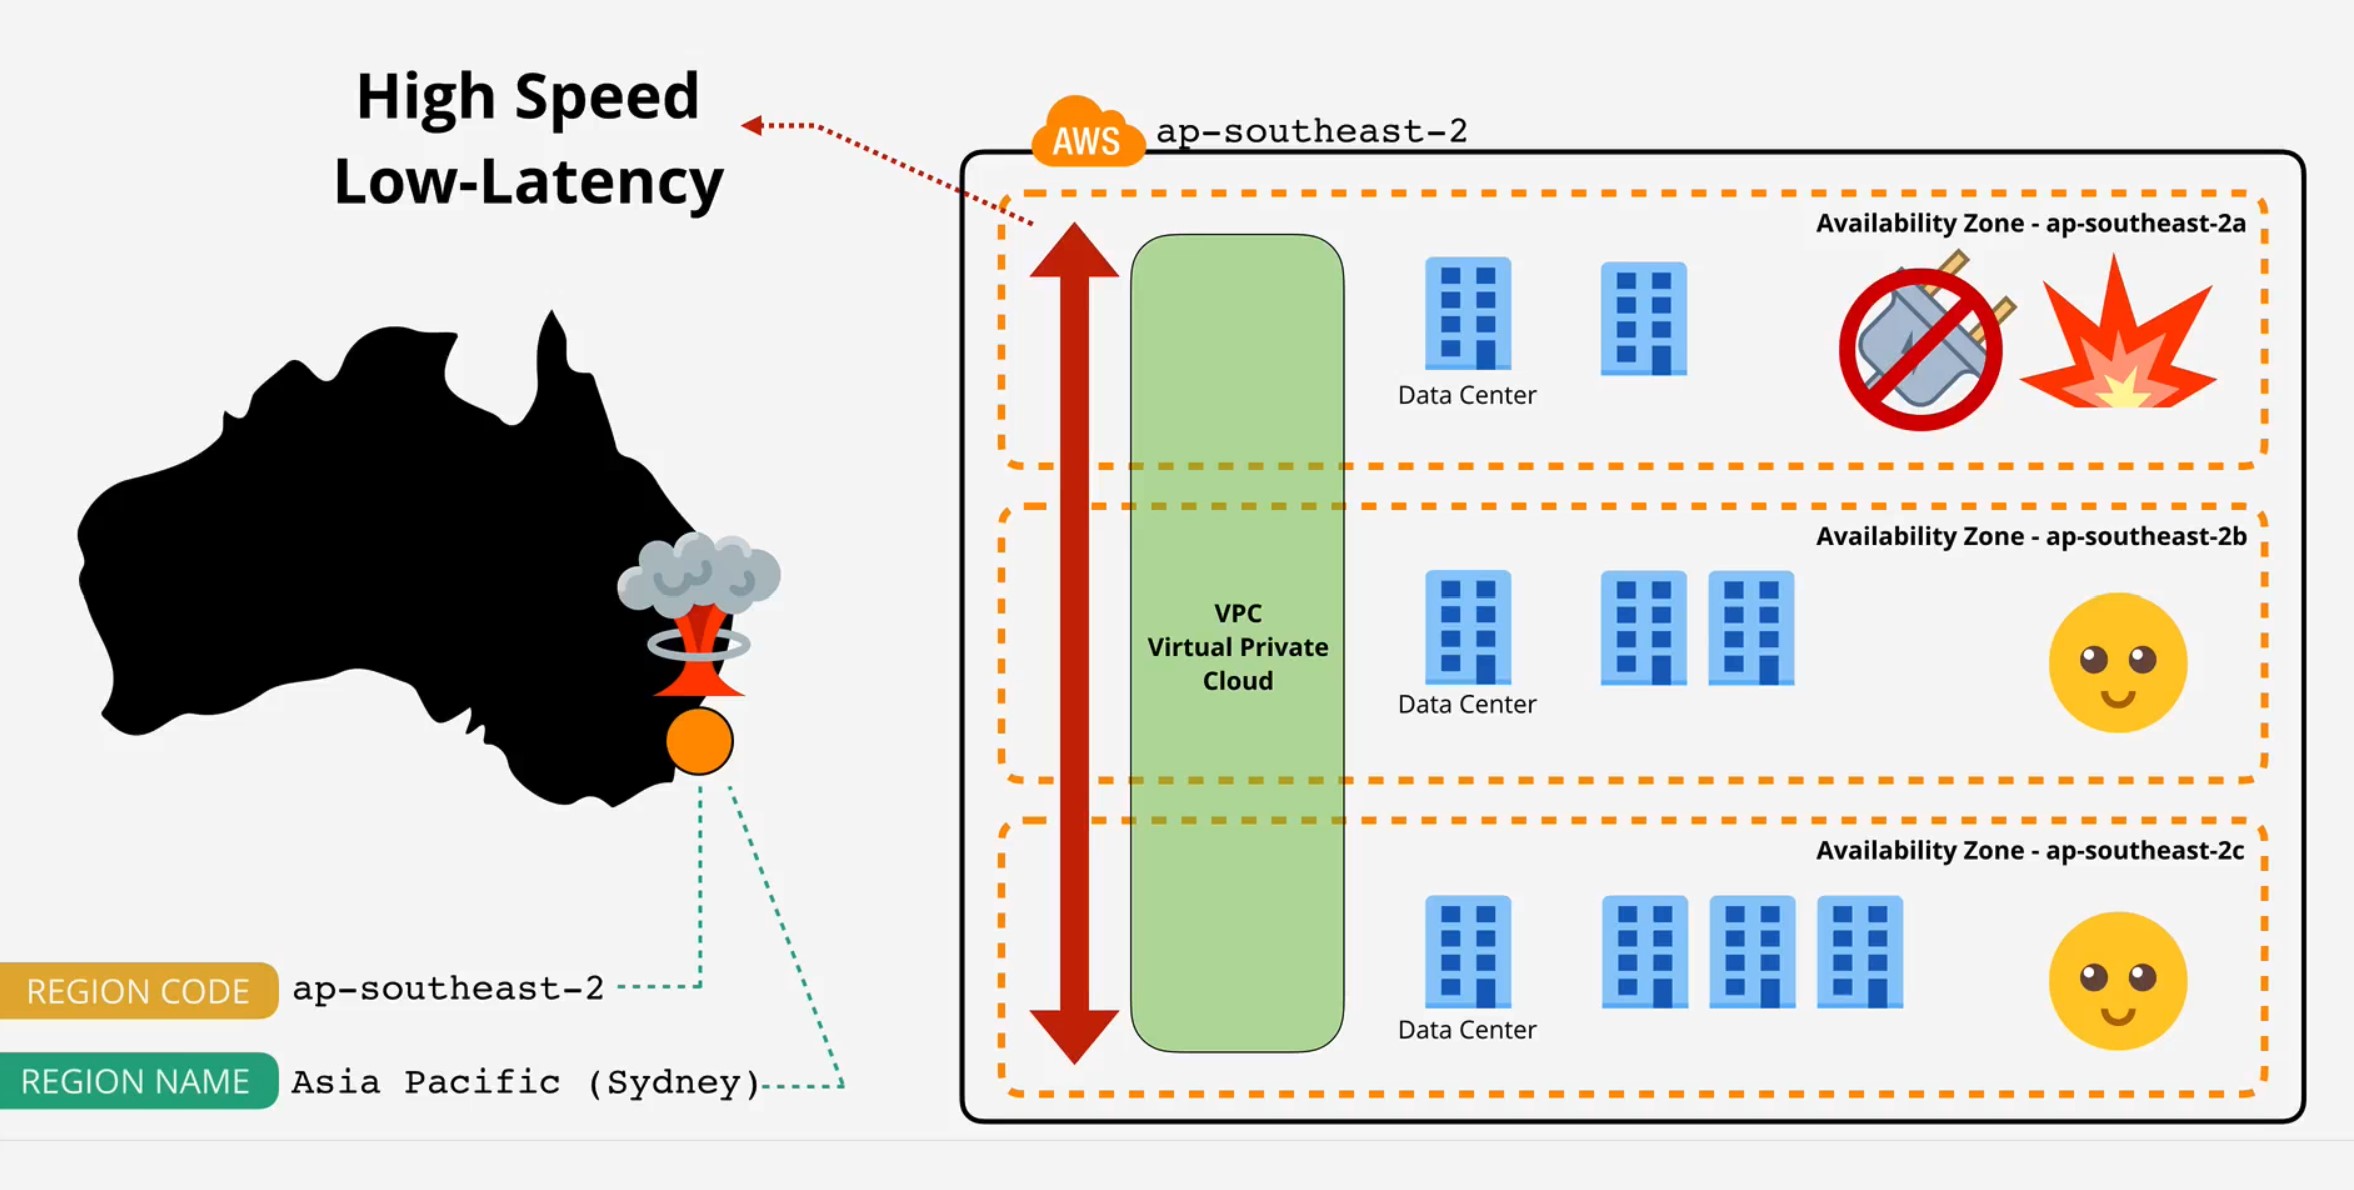 High Speed
Low-Latency
AWS
ap-southeast-2
Availability Zone - ap-southeast-2a
Data Center
Availability Zone - ap-southeast-2b
VPC
Virtual Private
Cloud
Data Center
Availability Zone - ap-southeast-2c
Data Center
REGION CODE ap-southeast-2
REGION NAME Asia Pacific (Sydney)